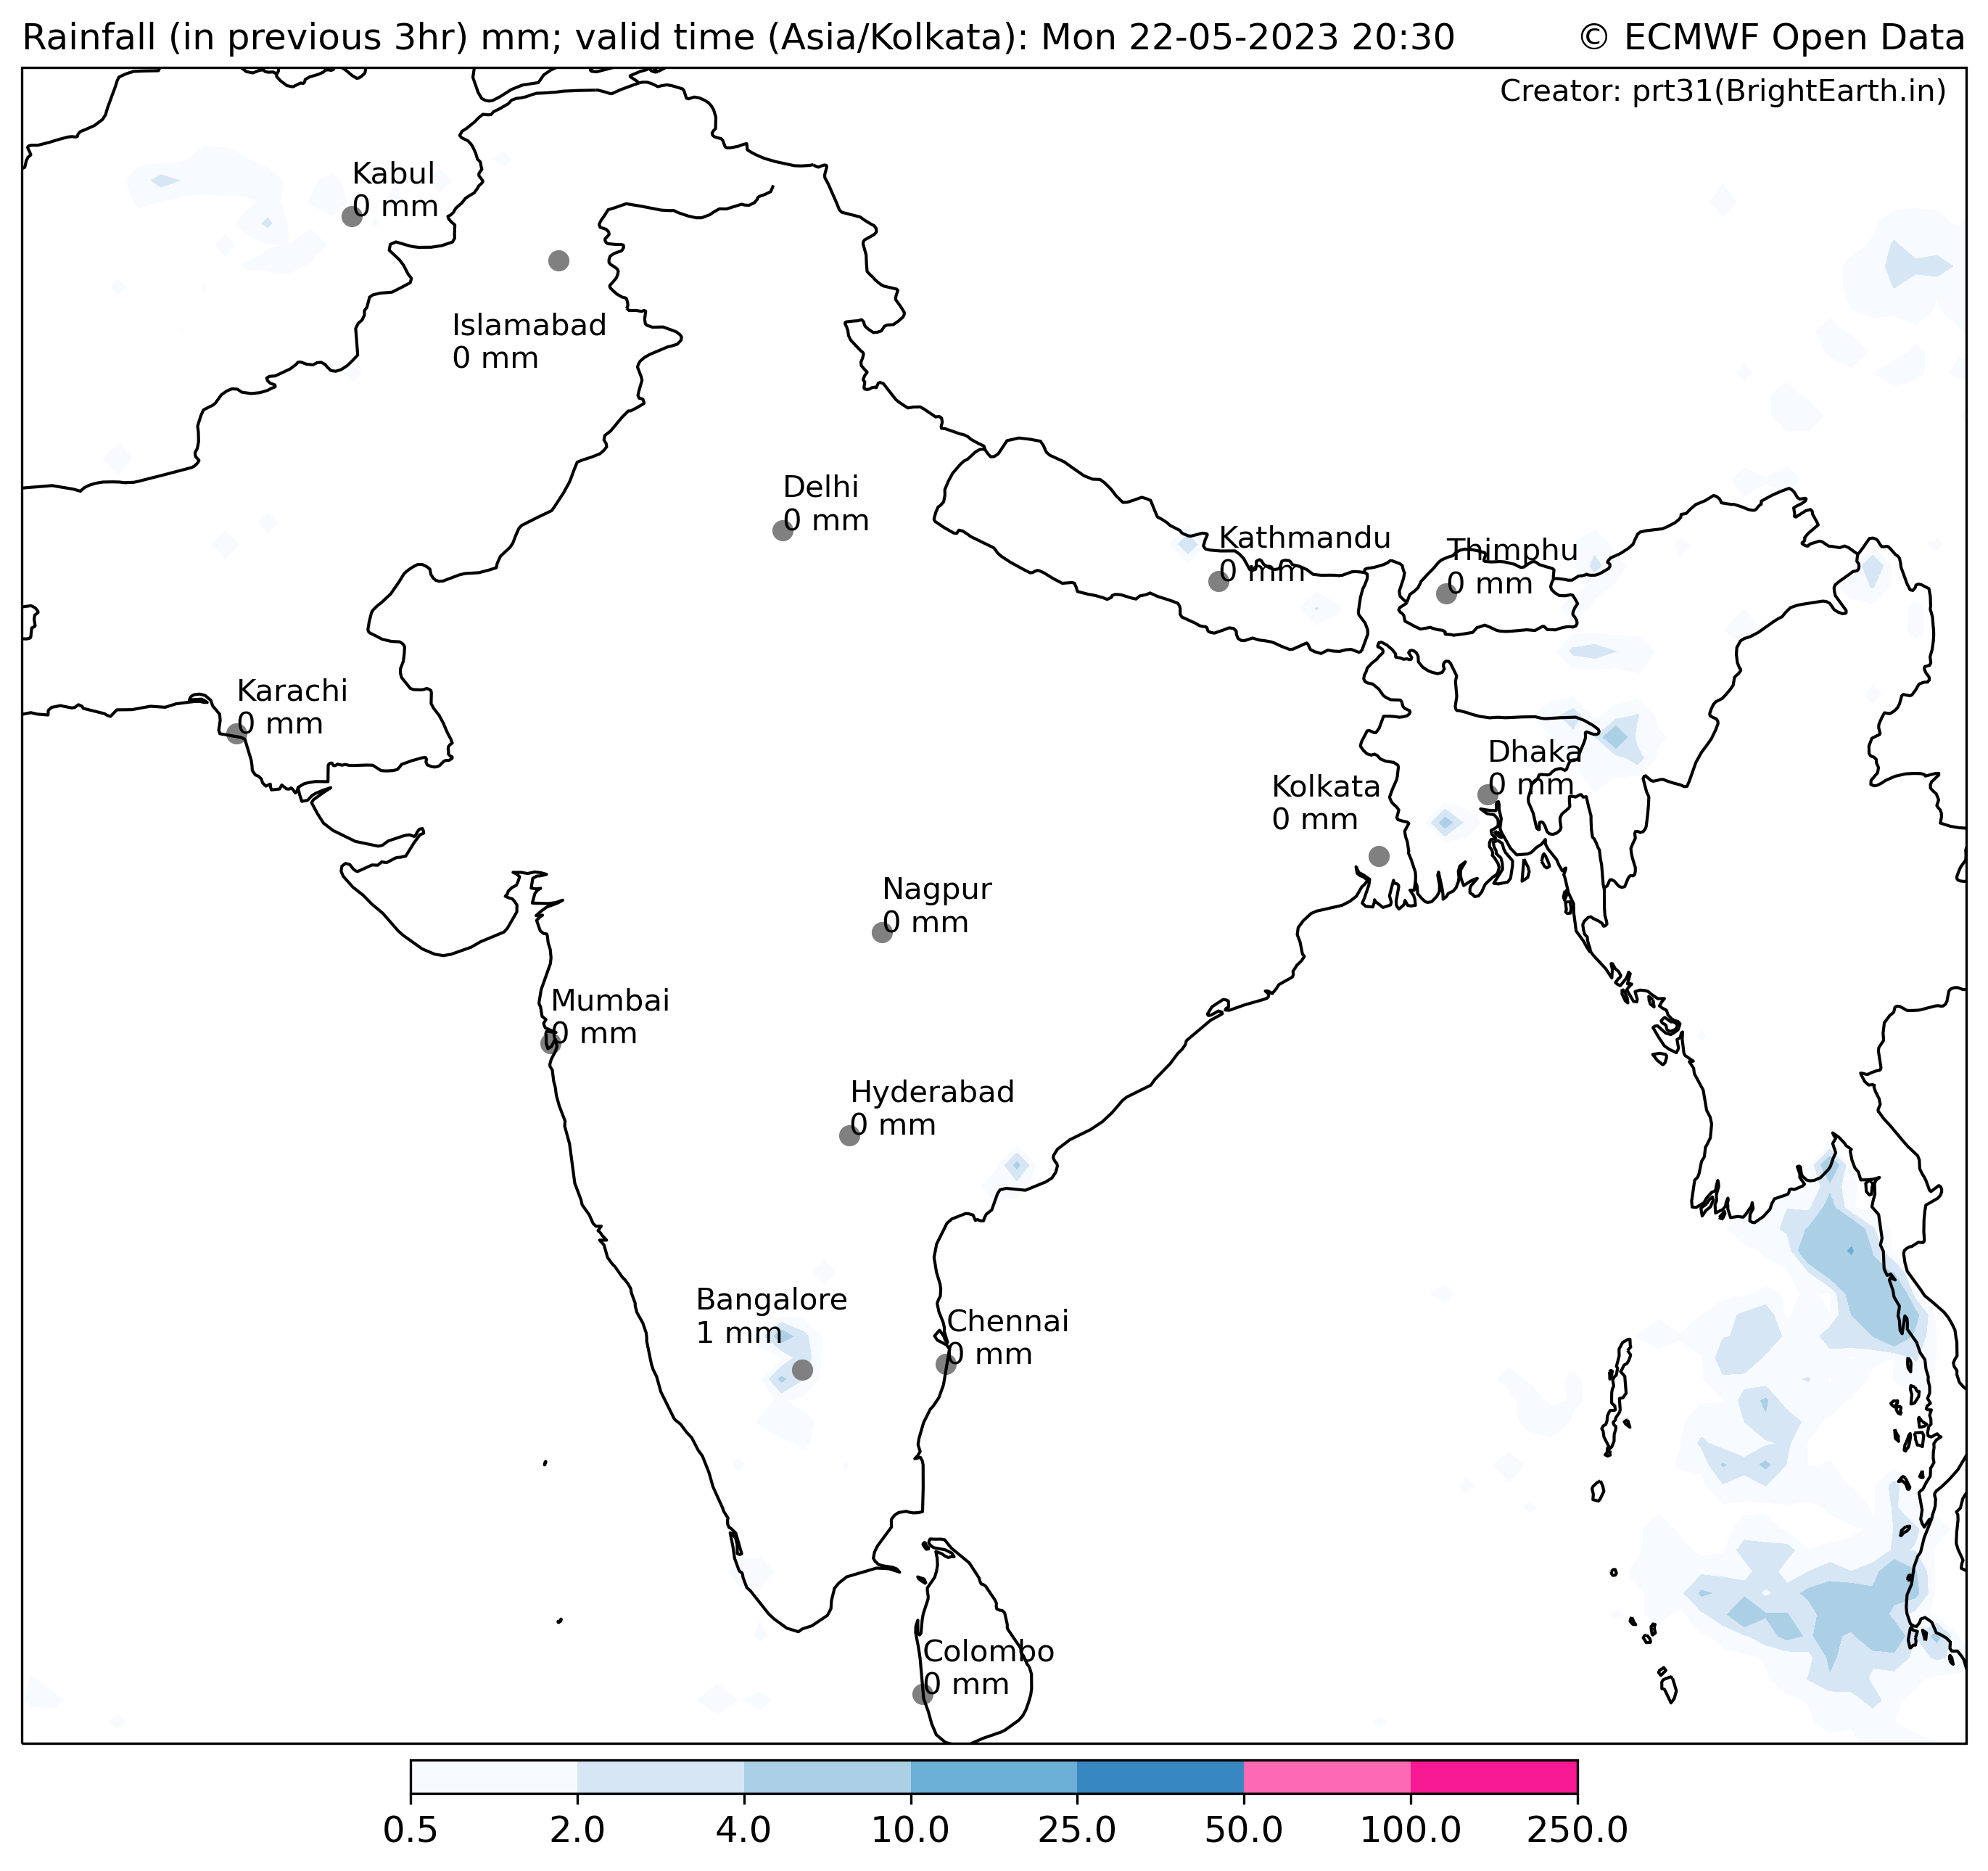 Rainfall (in previous 3hr) mm; valid time (Asia/Kolkata): Mon 22-05-2023 20:30
© ECMWF Open Data
Creator: prt31(BrightEarth.in)
Kabul
0 mm
Islamabad
0 mm
Delhi
0 mm
Kathmandu
0 mm
Thimphu
0 mm
Karachi
0 mm
Dhaka
0 mm
Kolkata
0 mm
Nagpur
0 mm
Mumbai
0 mm
Hyderabad
0 mm
Bangalore
1 mm
Chennai
0 mm
Colombo
0 mm
0.5 2.0 4.0 10.0 25.0 50.0 100.0 250.0